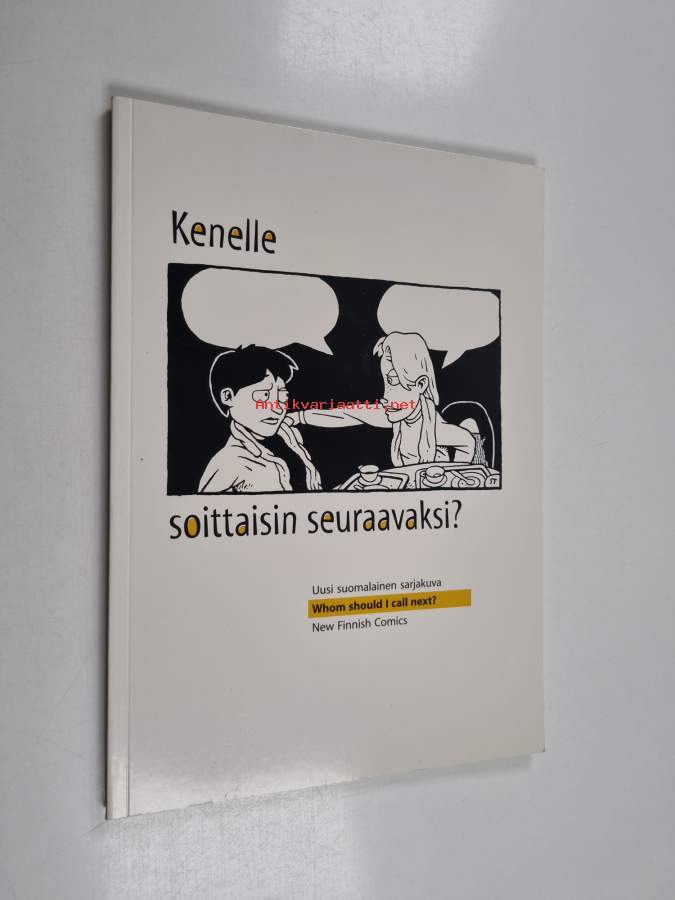 Kenelle
Antikvariaatti.net
soittaisin seuraavaksi?
Uusi suomalainen sarjakuva
Whom should I call next?
New Finnish Comics